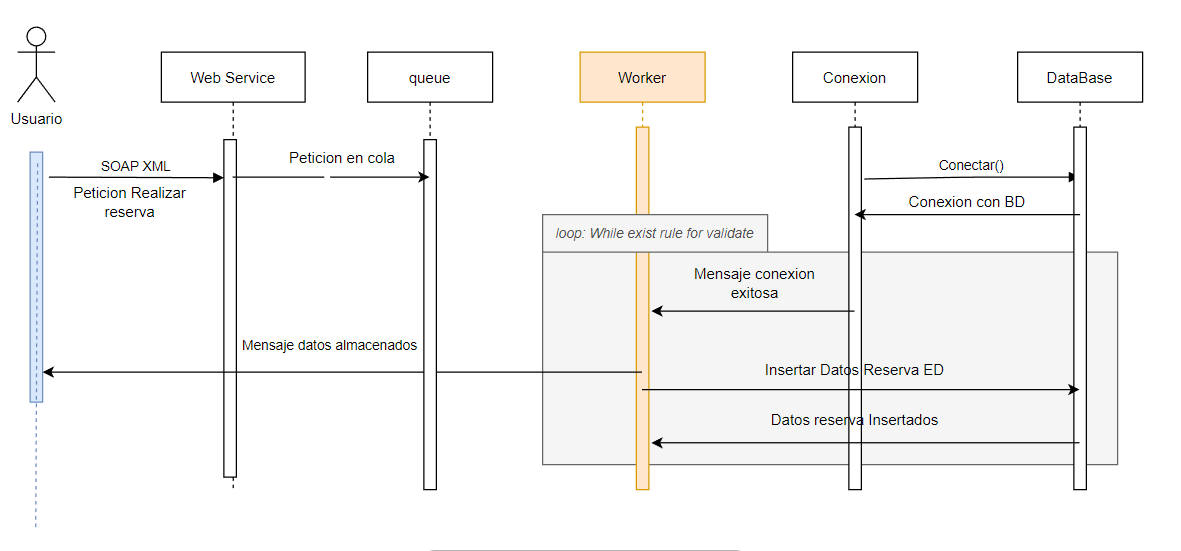 Usuario
Web Service
queue
Worker
Conexion
DataBase
SOAP XML
Peticion Realizar
reserva
Peticion en cola
Conectar()
Conexion con BD
loop: While exist rule for validate
Mensaje conexion
exitosa
Mensaje datos almacenados
Insertar Datos Reserva ED
Datos reserva Insertados